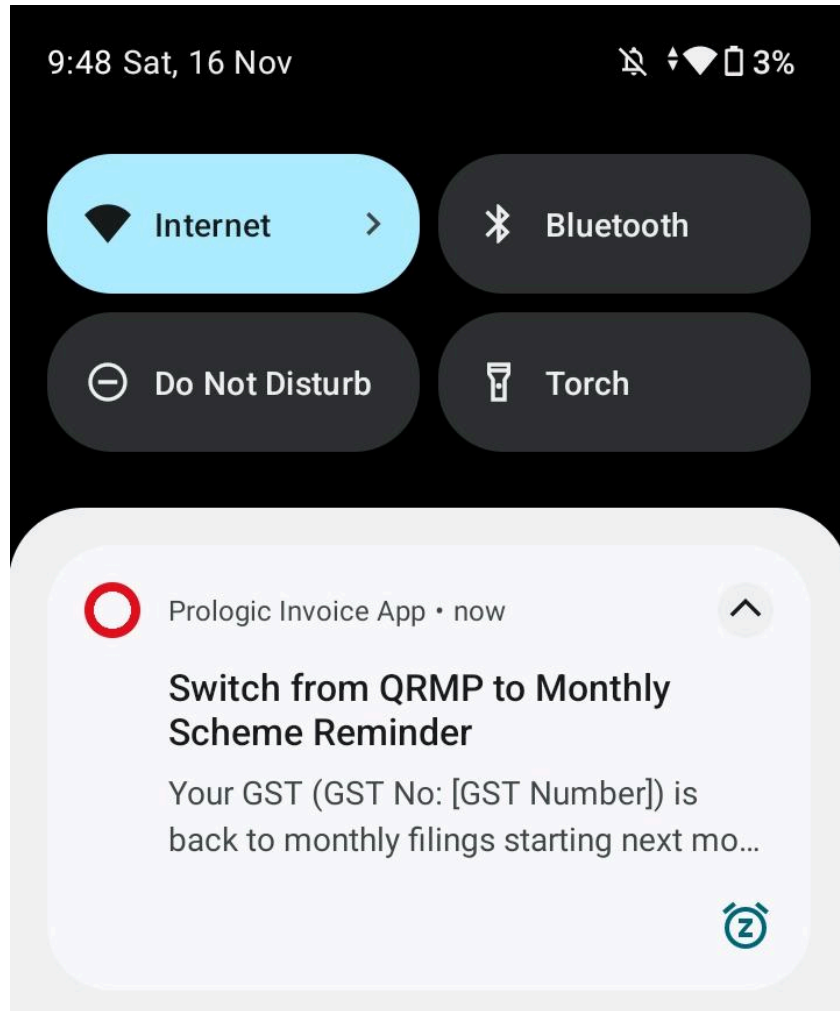 9:48 Sat, 16 Nov 3%
Internet Bluetooth
Do Not Disturb Torch
Prologic Invoice App • now
Switch from QRMP to Monthly
Scheme Reminder
Your GST (GST No: [GST Number]) is
back to monthly filings starting next mo…